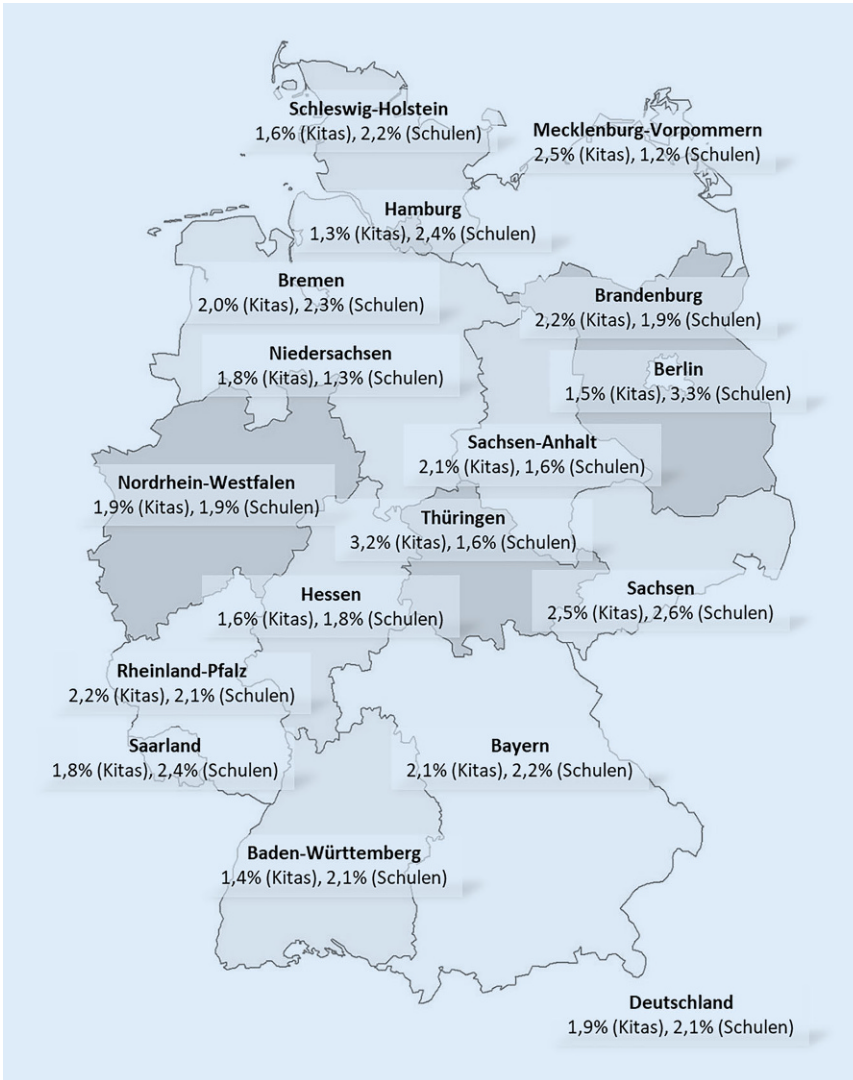 Schleswig-Holstein
1,6% (Kitas), 2,2% (Schulen)
Mecklenburg-Vorpommern
2,5% (Kitas), 1,2% (Schulen)
Hamburg
1,3% (Kitas), 2,4% (Schulen)
Bremen
2,0% (Kitas), 2,3% (Schulen)
Brandenburg
2,2% (Kitas), 1,9% (Schulen)
Niedersachsen
1,8% (Kitas), 1,3% (Schulen)
Berlin
1,5% (Kitas), 3,3% (Schulen)
Sachsen-Anhalt
2,1% (Kitas), 1,6% (Schulen)
Nordrhein-Westfalen
1,9% (Kitas), 1,9% (Schulen)
Thüringen
3,2% (Kitas), 1,6% (Schulen)
Hessen
1,6% (Kitas), 1,8% (Schulen)
Sachsen
2,5% (Kitas), 2,6% (Schulen)
Rheinland-Pfalz
2,2% (Kitas), 2,1% (Schulen)
Saarland
1,8% (Kitas), 2,4% (Schulen)
Bayern
2,1% (Kitas), 2,2% (Schulen)
Baden-Württemberg
1,4% (Kitas), 2,1% (Schulen)
Deutschland
1,9% (Kitas), 2,1% (Schulen)